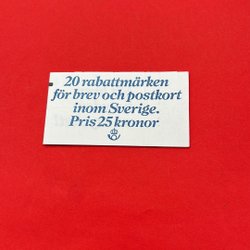 20 rabattmärken
för brev och postkort
inom Sverige.
Pris 25 kronor